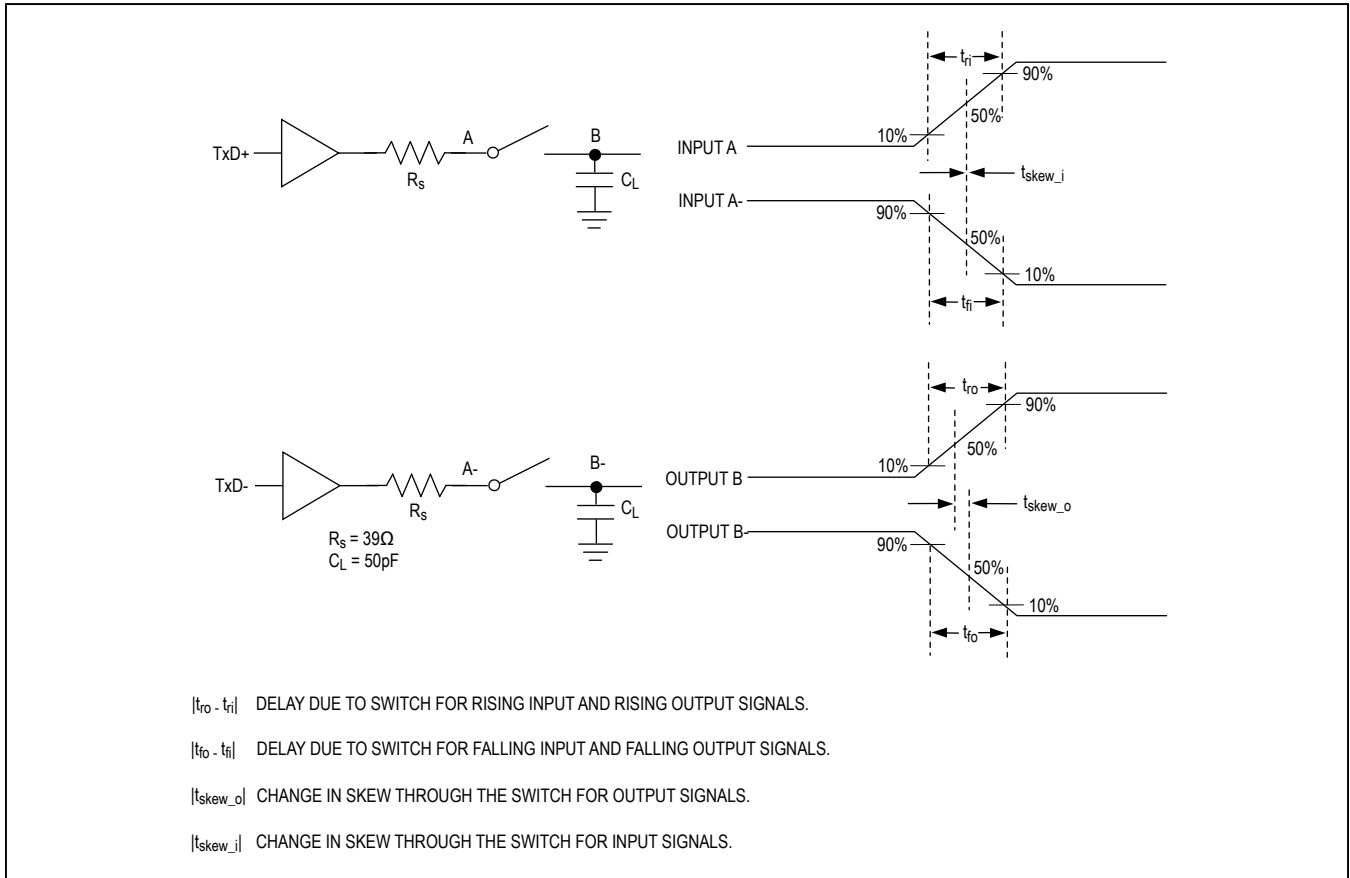 tri
90%
50%
10%
INPUT A
TxD+
A
B
Rs
CL
tskew_i
INPUT A-
90%
50%
10%
tfi
tro
90%
50%
10%
OUTPUT B
TxD-
A-
B-
Rs
CL
tskew_o
OUTPUT B-
Rs = 39Ω
CL = 50pF
90%
50%
10%
tfo
|tro - tri| DELAY DUE TO SWITCH FOR RISING INPUT AND RISING OUTPUT SIGNALS.
|tfo - tfi| DELAY DUE TO SWITCH FOR FALLING INPUT AND FALLING OUTPUT SIGNALS.
|tskew_o| CHANGE IN SKEW THROUGH THE SWITCH FOR OUTPUT SIGNALS.
|tskew_i| CHANGE IN SKEW THROUGH THE SWITCH FOR INPUT SIGNALS.